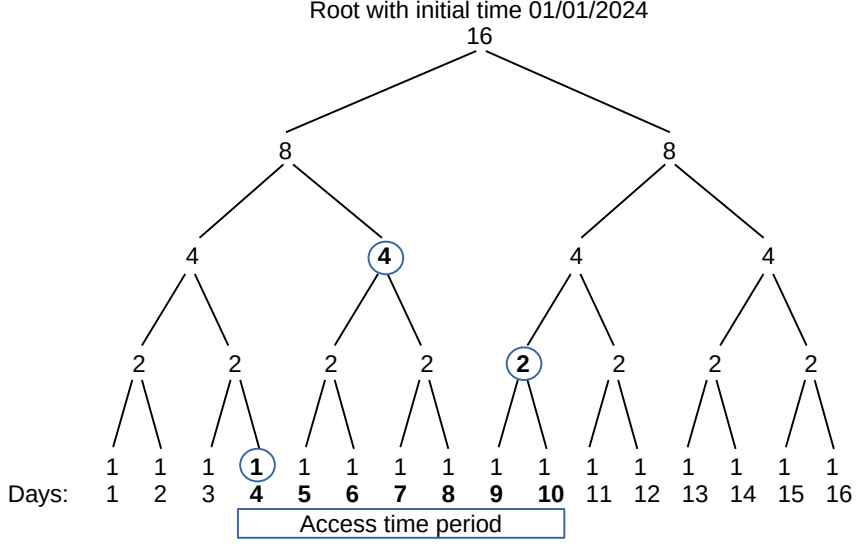 Root with initial time 01/01/2024
16
8 8
4 4 4 4
2 2 2 2 2 2 2 2
1 1 1 1 1 1 1 1 1 1 1 1 1 1 1 1
Days: 1 2 3 4 5 6 7 8 9 10 11 12 13 14 15 16
Access time period